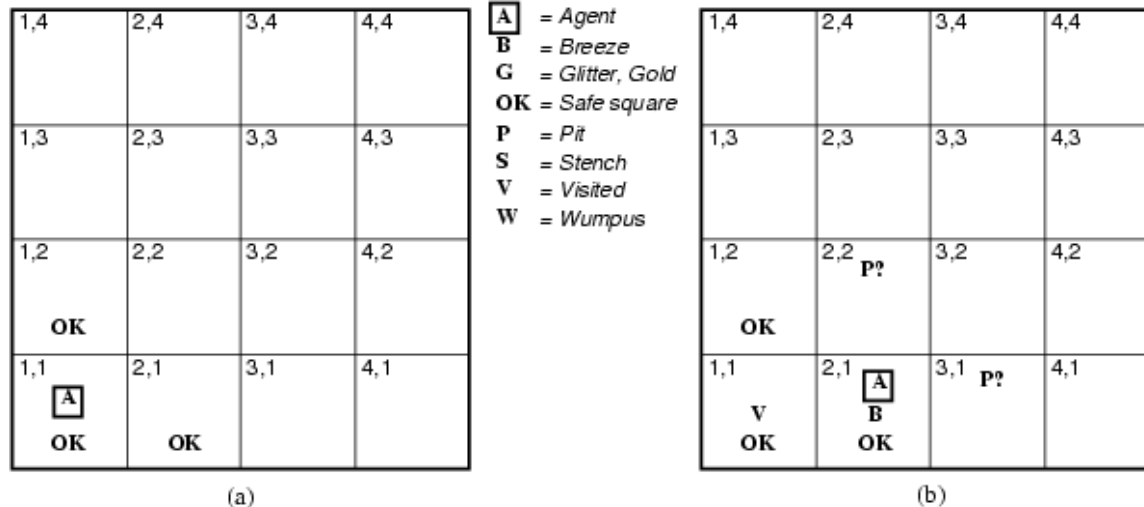 1,4 2,4 3,4 4,4
1,3 2,3 3,3 4,3
1,2 2,2 3,2 4,2
OK
1,1 2,1 3,1 4,1
A
OK OK
(a)
A = Agent
B = Breeze
G = Glitter, Gold
OK = Safe square
P = Pit
S = Stench
V = Visited
W = Wumpus
1,4 2,4 3,4 4,4
1,3 2,3 3,3 4,3
1,2 2,2 3,2 4,2
P?
OK
1,1 2,1 3,1 4,1
A P?
V B
OK OK
(b)